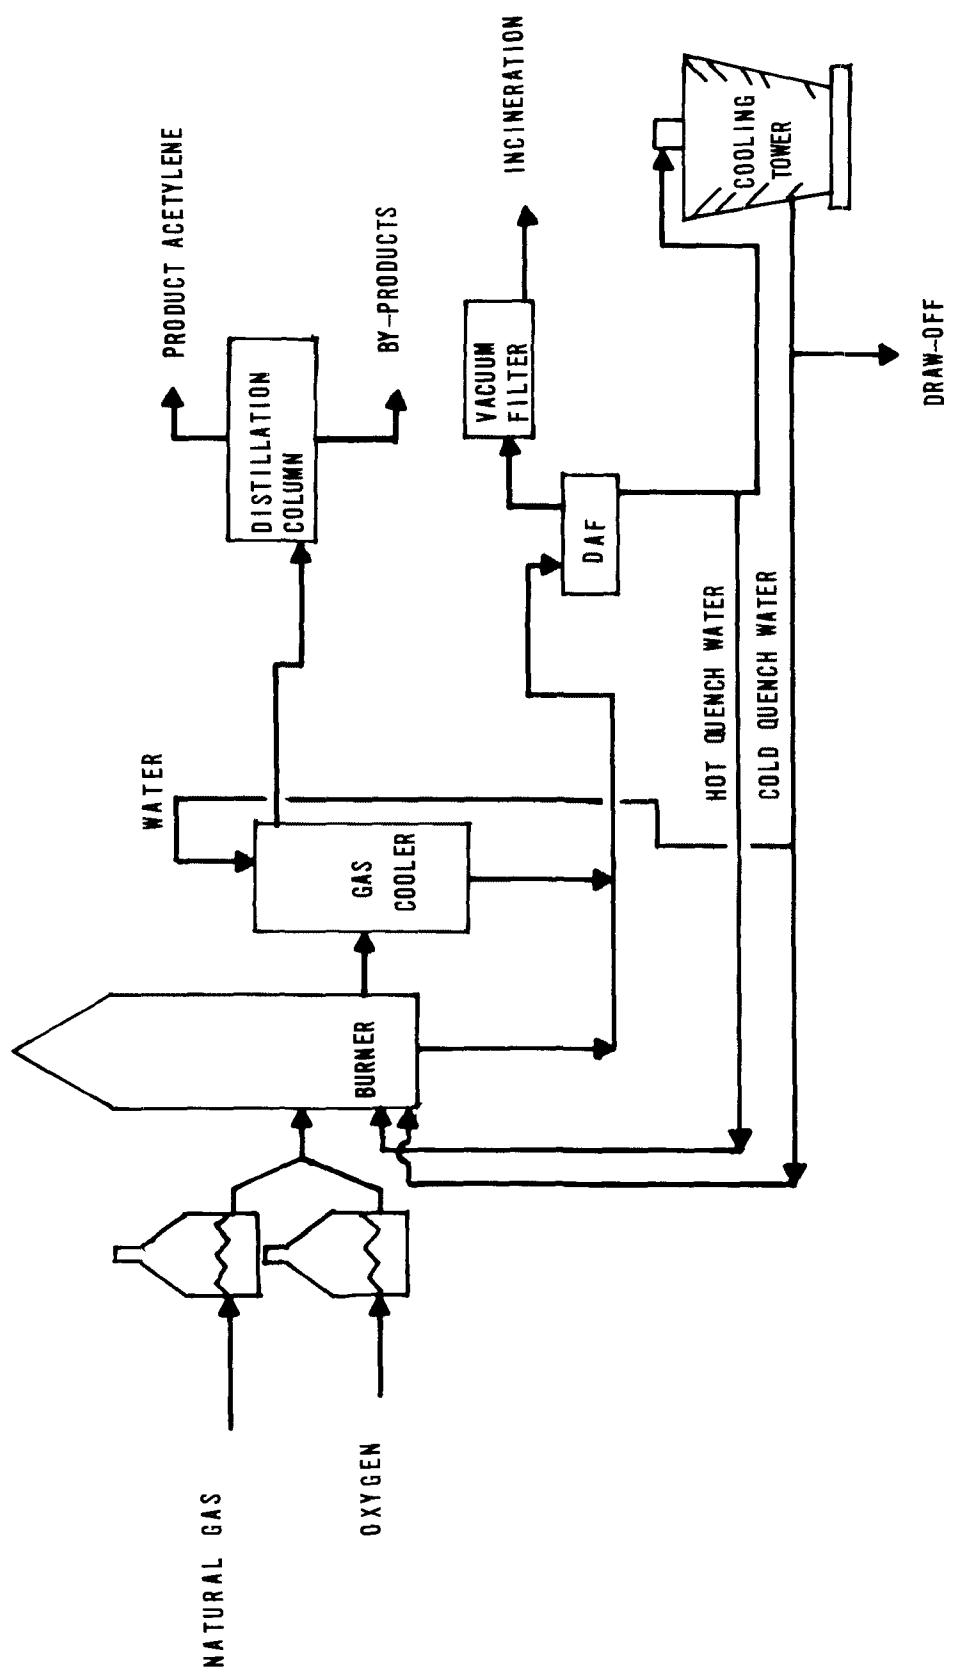 NATURAL GAS
OXYGEN
BURNER
WATER
GAS
COOLER
DISTILLATION
COLUMN
PRODUCT ACETYLENE
BY-PRODUCTS
VACUUM
FILTER
INCINERATION
DAF
HOT QUENCH WATER
COLD QUENCH WATER
COOLING
TOWER
DRAW-OFF